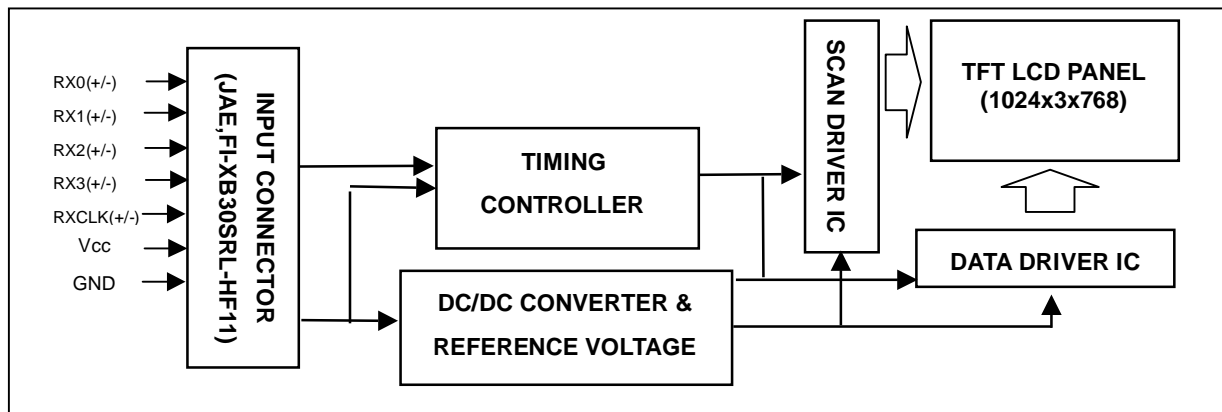 RX0(+/-)
RX1(+/-)
RX2(+/-)
RX3(+/-)
RXCLK(+/-)
Vcc
GND
INPUT CONNECTOR
(JAE,FI-XB30SRL-HF11)
TIMING
CONTROLLER
DC/DC CONVERTER &
REFERENCE VOLTAGE
SCAN DRIVER IC
TFT LCD PANEL
(1024x3x768)
DATA DRIVER IC